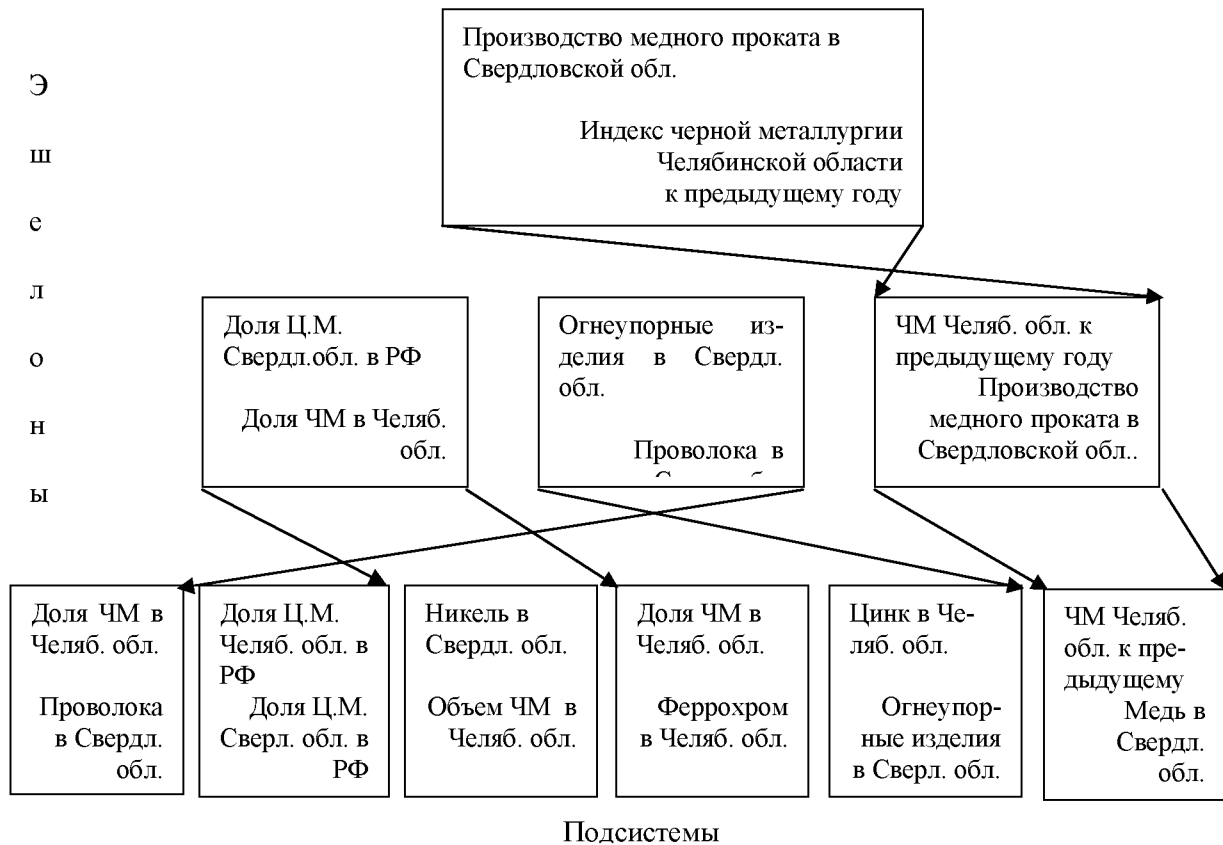 Производство медного проката в
Свердловской обл.
Индекс черной металлургии
Челябинской области
к предыдущему году
Э
ш
е
л
о
н
ы
Доля Ц.М.
Свердл.обл. в РФ
Доля ЧМ в Челяб.
обл.
Огнеупорные из-
делия в Свердл.
обл.
Проволока в
ЧМ Челяб. обл. к
предыдущему году
Производство
медного проката в
Свердловской обл..
Доля ЧМ в
Челяб. обл.
Проволока
в Свердл.
обл.
Доля Ц.М.
Челяб. обл. в
РФ
Доля Ц.М.
Сверл. обл. в
РФ
Никель в
Свердл. обл.
Объем ЧМ в
Челяб. обл.
Доля ЧМ в
Челяб. обл.
Феррохром
в Челяб. обл.
Цинк в Че-
ляб. обл.
Огнеупор-
ные изделия
в Сверл. обл.
ЧМ Челяб.
обл. к пре-
дыдущему
Медь в
Свердл.
обл.
Подсистемы